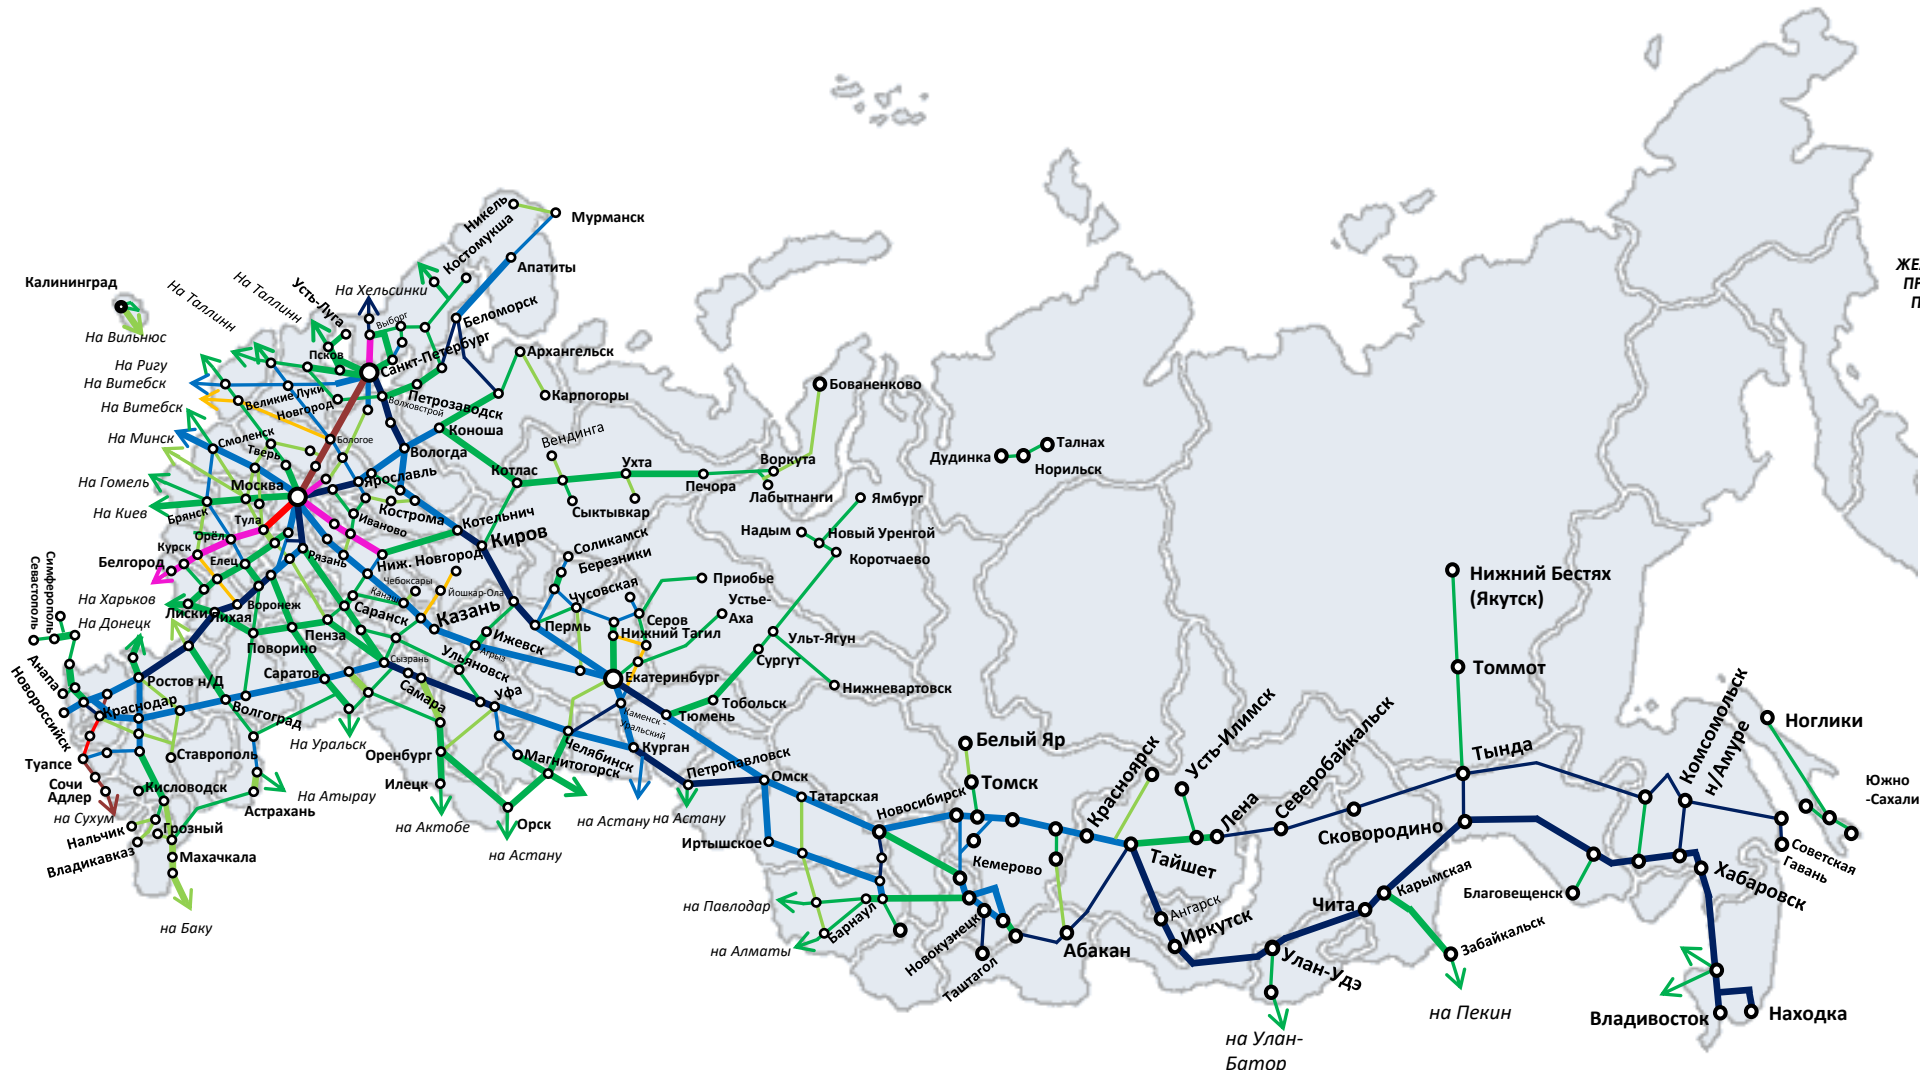 Никель
Мурманск
Костомукша
Апатиты
ЖЕЛ
ПР
П
Калининград
На Таллинн
На Таллинн
Усть-Луга
На Хельсинки
Выборг
Беломорск
На Вильнюс
Псков
Санкт-Петербург
Архангельск
На Ригу
На Витебск
Великие Луки
Петрозаводск
Карпогоры
Бованенково
На Витебск
Новгород
Волховстрой
На Минск
Смоленск
Бологое
Коноша
Вендинга
Тверь
Вологда
Дудинка
Талнах
Норильск
На Гомель
Москва
Ярославль
Котлас
Ухта
Печора
Воркута
Лабытнанги
На Киев
Брянск
Тула
Кострома
Сыктывкар
Ямбург
Иваново
Котельнич
Орёл
Киров
Соликамск
Надым
Новый Уренгой
Курск
Белгород
Елец
Рязань
Ниж. Новгород
Березники
Коротчаево
Севастополь
Симферополь
Чебоксары
Йошкар-Ола
Чусовская
Приобье
На Харьков
Канаш
Казань
Устье-
Аха
Лиски
Лихая
Воронеж
Саранск
Серов
На Донецк
Пенза
Пермь
Нижний Тагил
Ульт-Ягун
Поворино
Ижевск
Агрыз
Сургут
Сызрань
Ульяновск
Анапа
Ростов н/Д
Саратов
Екатеринбург
Нижневартовск
Новороссийск
Краснодар
Волгоград
Самара
Уфа
Каменск -
Уральский
Тюмень
Тобольск
На Уральск
Туапсе
Ставрополь
Оренбург
Челябинск
Магнитогорск
Курган
Петропавловск
Сочи
Адлер
Кисловодск
Илецк
Омск
на Сухум
На Атырау
Астрахань
на Актобе
Орск
на Астану
на Астану
Татарская
Нальчик
Грозный
Владикавказ
Махачкала
на Астану
Иртышское
на Баку
на Павлодар
на Алматы
Барнаул
Новосибирск
Белый Яр
Томск
Кемерово
Новокузнецк
Таштагол
Абакан
Красноярск
Тайшет
Усть-Илимск
Лена
Северобайкальск
Ангарск
Иркутск
Улан-Удэ
на Улан-
Батор
Чита
Карымская
Забайкальск
на Пекин
Нижний Бестях
(Якутск)
Томмот
Тында
Сковородино
Благовещенск
Комсомольск
н/Амуре
Ноглики
Южно
-Сахали
Советская
Гавань
Хабаровск
Владивосток
Находка